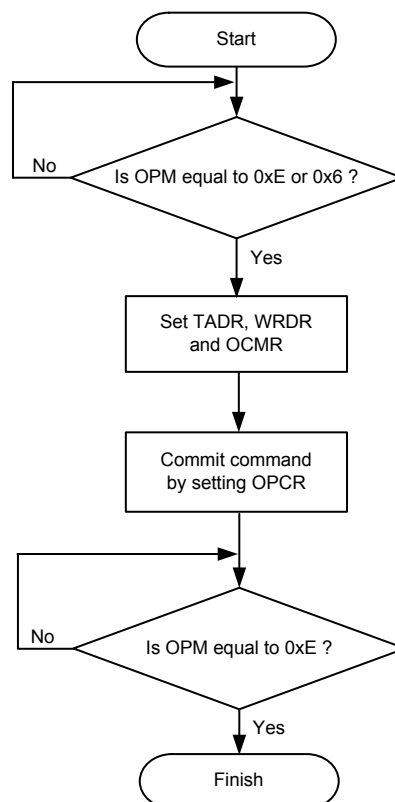 Start
Is OPM equal to 0xE or 0x6 ?
No
Yes
Set TADR, WRDR
and OCMR
Commit command
by setting OPCR
Is OPM equal to 0xE ?
No
Yes
Finish